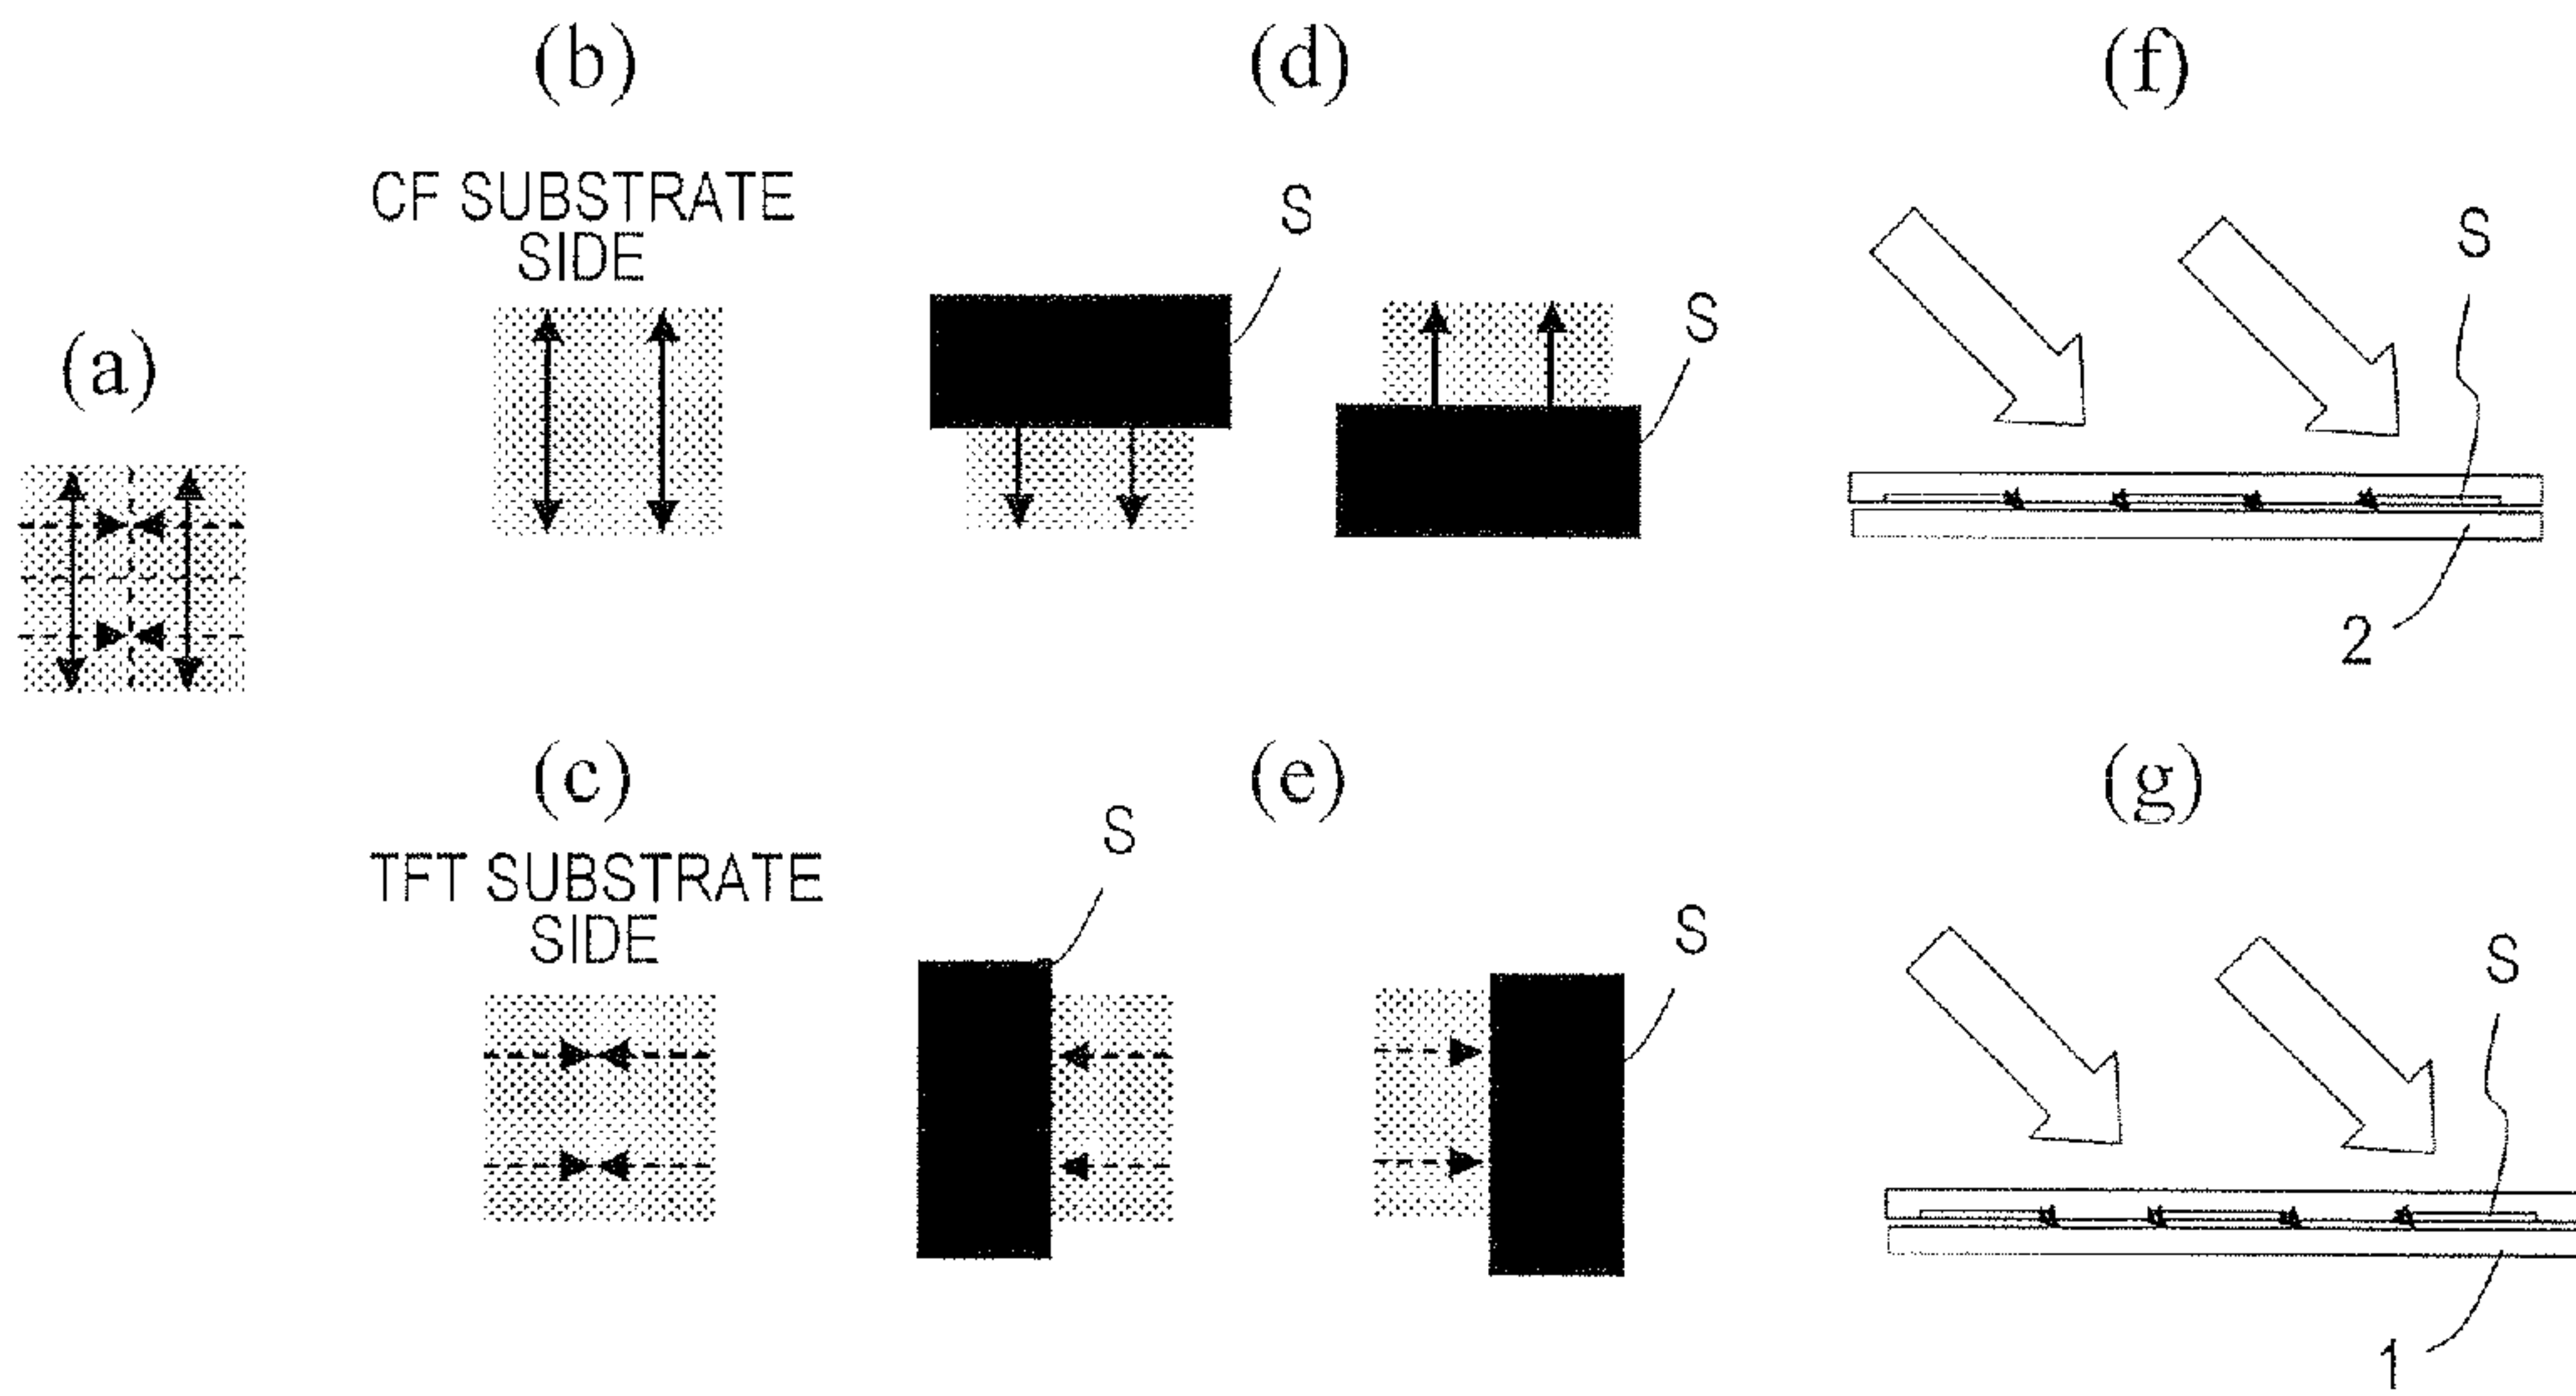 (b)
(d)
(f)
CF SUBSTRATE
SIDE
S
S
S
(a)
2
(c)
(e)
(g)
TFT SUBSTRATE
SIDE
S
S
S
1